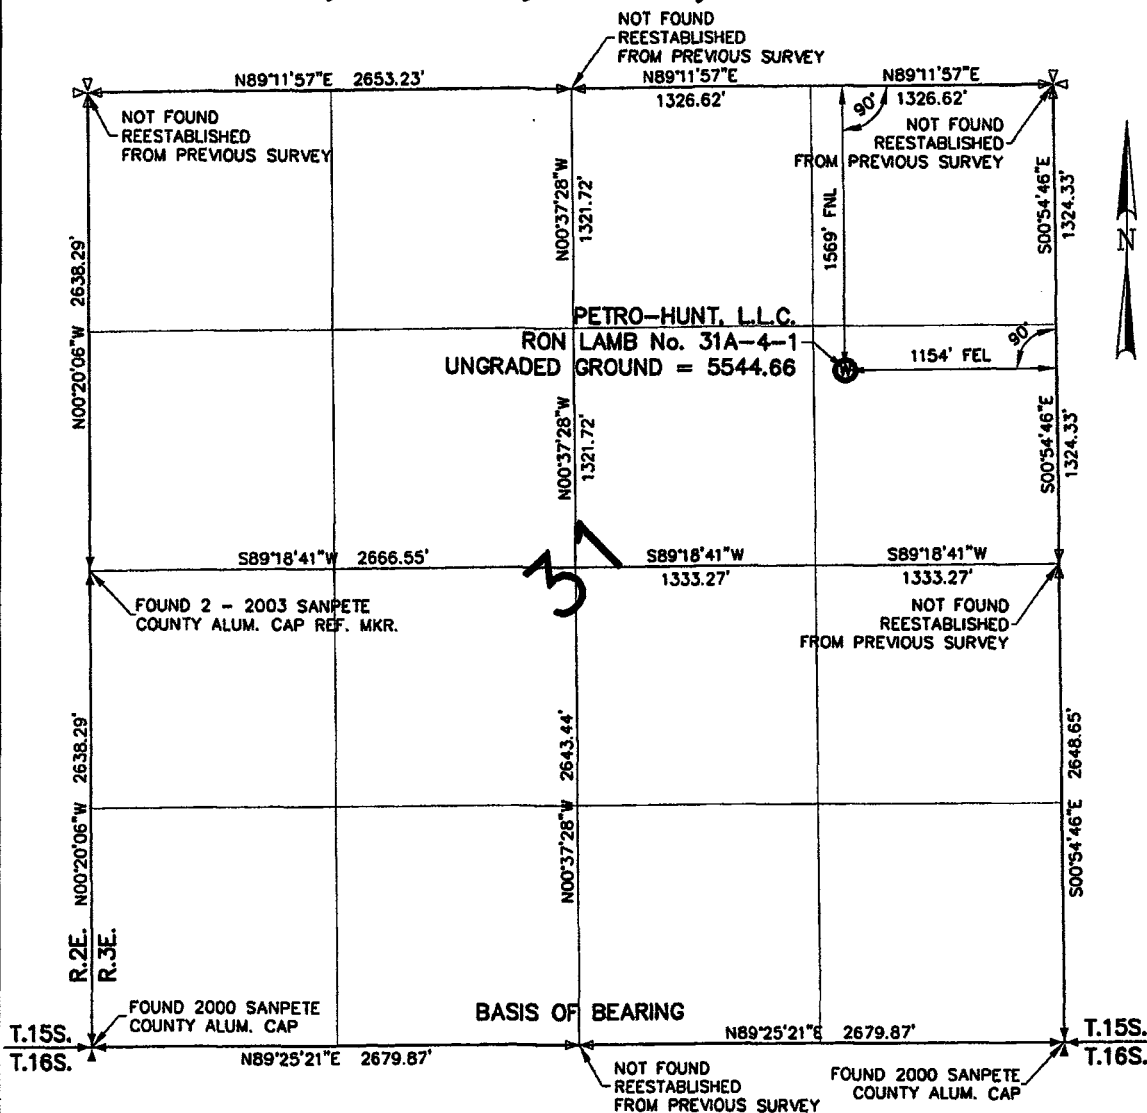 NOT FOUND
REESTABLISHED
FROM PREVIOUS SURVEY
N89°11'57"E 2653.23'
N89°11'57"E
1326.62'
N89°11'57"E
1326.62'
90°
NOT FOUND
REESTABLISHED
FROM PREVIOUS SURVEY
NOT FOUND
REESTABLISHED
FROM PREVIOUS SURVEY
N00°37'28"W
1321.72'
1569' FNL
S00°54'46"E
1324.33'
N
N00°20'06"W 2638.29'
PETRO-HUNT, L.L.C.
RON LAMB No. 31A-4-1
UNGRADED GROUND = 5544.66
W
90°
1154' FEL
N00°37'28"W
1321.72'
S00°54'46"E
1324.33'
S89°18'41"W 2666.55'
S89°18'41"W
1333.27'
S89°18'41"W
1333.27'
31
FOUND 2 - 2003 SANPETE
COUNTY ALUM. CAP REF. MKR.
NOT FOUND
REESTABLISHED
FROM PREVIOUS SURVEY
N00°20'06"W 2638.29'
N00°37'28"W 2643.44'
S00°54'46"E 2648.65'
R.2E.
R.3E.
FOUND 2000 SANPETE
COUNTY ALUM. CAP
BASIS OF BEARING
T.15S.
T.16S.
N89°25'21"E 2679.87'
N89°25'21"E 2679.87'
T.15S.
T.16S.
NOT FOUND
REESTABLISHED
FROM PREVIOUS SURVEY
FOUND 2000 SANPETE
COUNTY ALUM. CAP